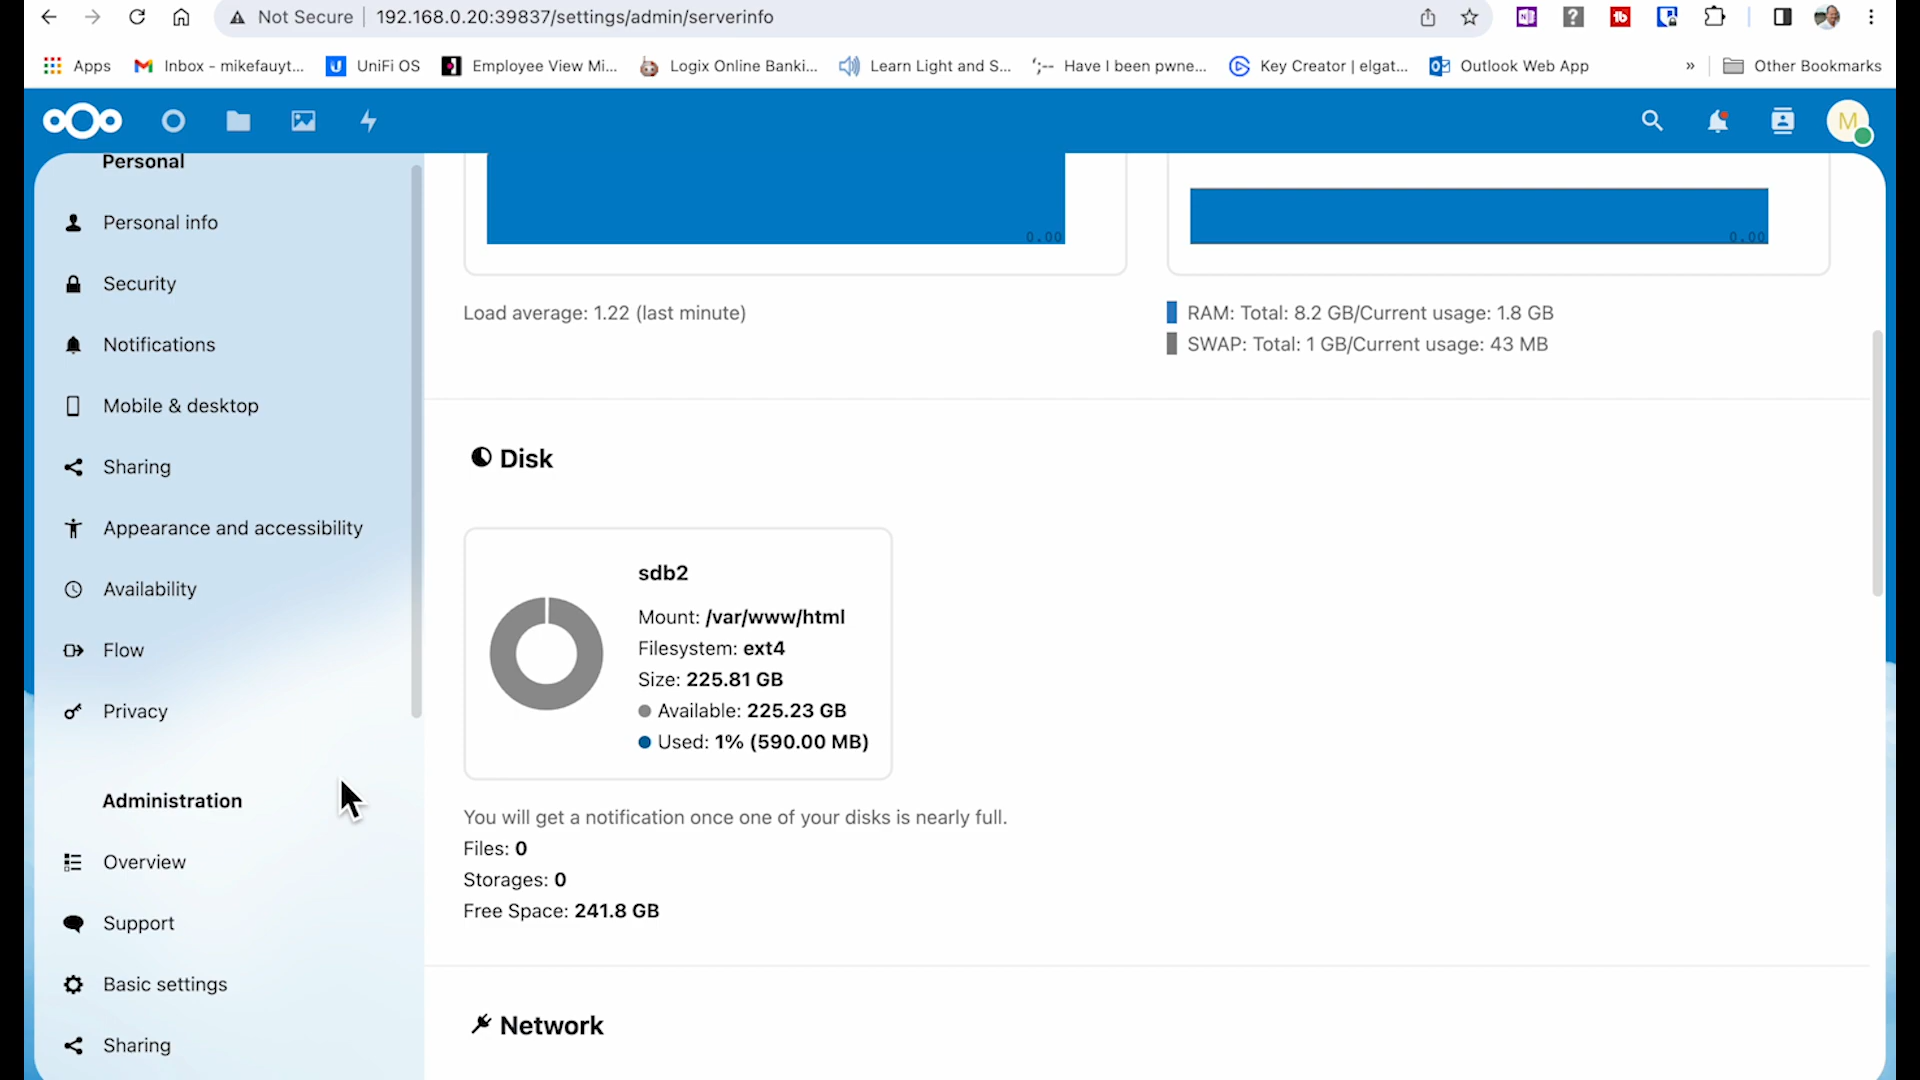 Not Secure
192.168.0.20:39837/settings/admin/serverinfo
Apps
Inbox - mikefauyt...
UniFi OS
Employee View Mi...
Logix Online Banki...
Learn Light and S...
';-- Have I been pwne...
Key Creator | elgat...
Outlook Web App
»
Other Bookmarks
M
Personal
Personal info
Security
Notifications
Mobile & desktop
Sharing
Appearance and accessibility
Availability
Flow
Privacy
Administration
Overview
Support
Basic settings
Sharing
0.00
0.00
Load average: 1.22 (last minute)
RAM: Total: 8.2 GB/Current usage: 1.8 GB
SWAP: Total: 1 GB/Current usage: 43 MB
Disk
sdb2
Mount: /var/www/html
Filesystem: ext4
Size: 225.81 GB
Available: 225.23 GB
Used: 1% (590.00 MB)
You will get a notification once one of your disks is nearly full.
Files: 0
Storages: 0
Free Space: 241.8 GB
Network